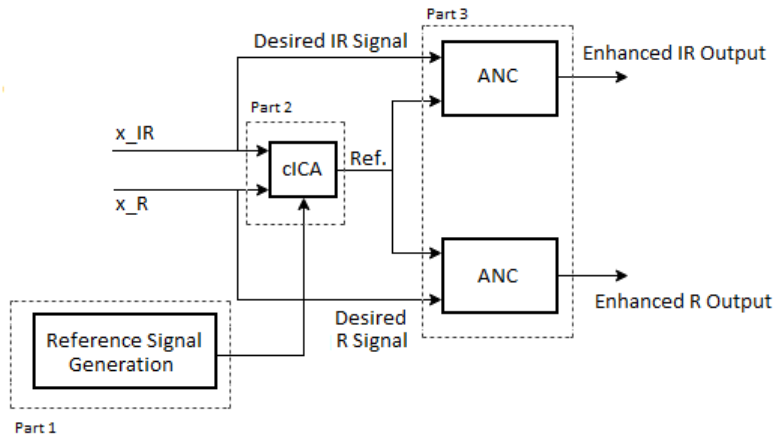 Part 3
Desired IR Signal
Enhanced IR Output
ANC
Part 2
x_IR
cICA
Ref.
x_R
ANC
Enhanced R Output
Reference Signal
Generation
Desired
R Signal
Part 1